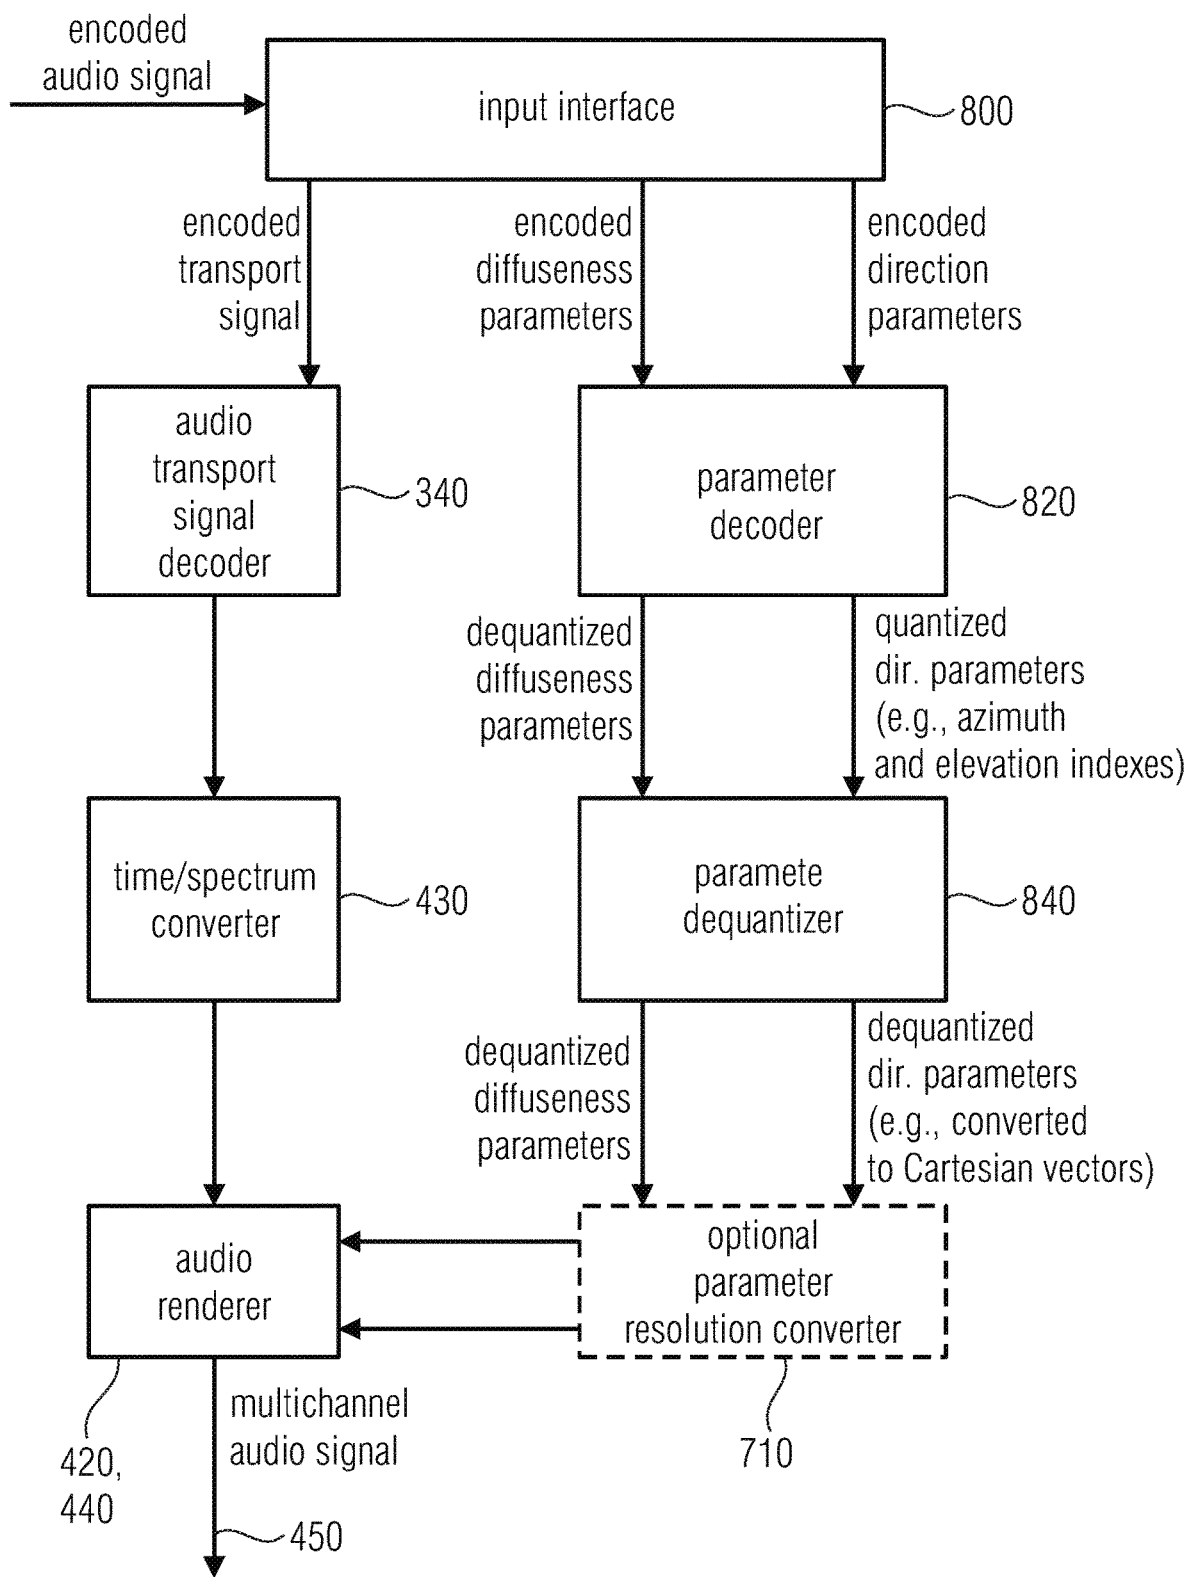 encoded
audio signal
input interface
800
encoded
transport
signal
encoded
diffuseness
parameters
encoded
direction
parameters
audio
transport
signal
decoder
340
parameter
decoder
820
dequantized
diffuseness
parameters
quantized
dir. parameters
(e.g., azimuth
and elevation indexes)
time/spectrum
converter
430
paramete
dequantizer
840
dequantized
diffuseness
parameters
dequantized
dir. parameters
(e.g., converted
to Cartesian vectors)
audio
renderer
optional
parameter
resolution converter
420,
440
multichannel
audio signal
710
450